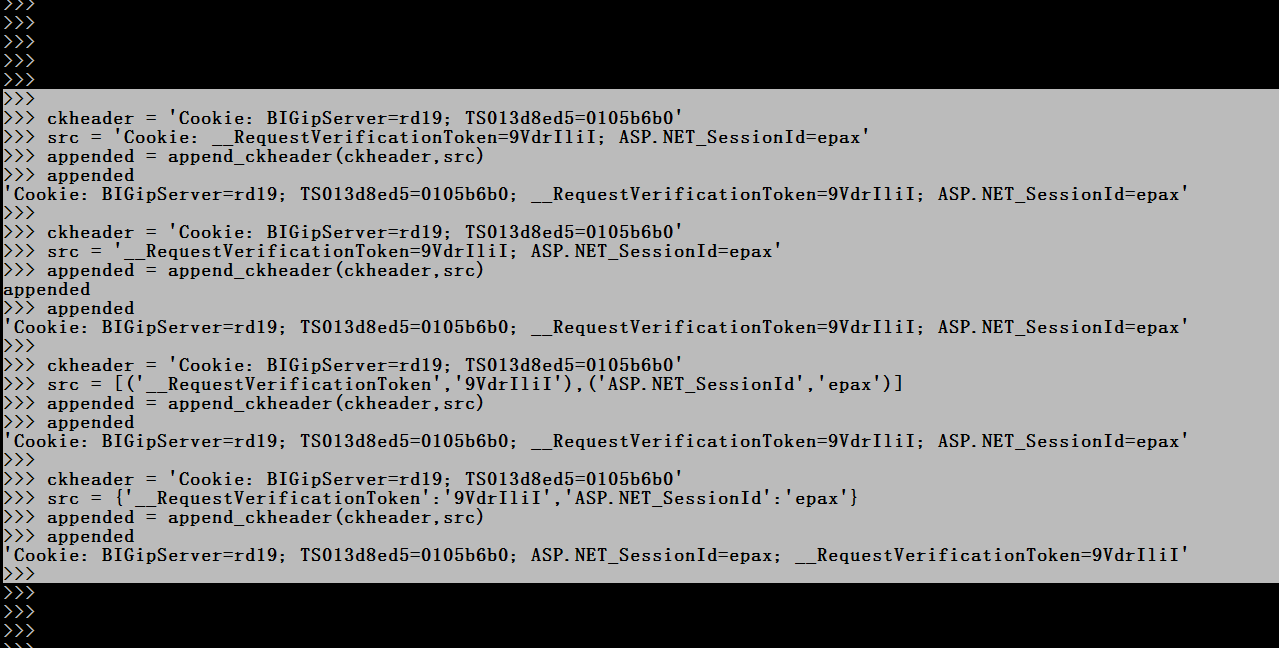 >>>
>>>
>>>
>>>
>>>
>>>
>>> ckheader = 'Cookie: BIGipServer=rd19; TS013d8ed5=0105b6b0'
>>> src = 'Cookie: __RequestVerificationToken=9VdrIliI; ASP.NET_SessionId=epax'
>>> appended = append_ckheader(ckheader,src)
>>> appended
'Cookie: BIGipServer=rd19; TS013d8ed5=0105b6b0; __RequestVerificationToken=9VdrIliI; ASP.NET_SessionId=epax'
>>>
>>> ckheader = 'Cookie: BIGipServer=rd19; TS013d8ed5=0105b6b0'
>>> src = '__RequestVerificationToken=9VdrIliI; ASP.NET_SessionId=epax'
>>> appended = append_ckheader(ckheader,src)
appended
>>> appended
'Cookie: BIGipServer=rd19; TS013d8ed5=0105b6b0; __RequestVerificationToken=9VdrIliI; ASP.NET_SessionId=epax'
>>>
>>> ckheader = 'Cookie: BIGipServer=rd19; TS013d8ed5=0105b6b0'
>>> src = [('__RequestVerificationToken','9VdrIliI'),('ASP.NET_SessionId','epax')]
>>> appended = append_ckheader(ckheader,src)
>>> appended
'Cookie: BIGipServer=rd19; TS013d8ed5=0105b6b0; __RequestVerificationToken=9VdrIliI; ASP.NET_SessionId=epax'
>>>
>>> ckheader = 'Cookie: BIGipServer=rd19; TS013d8ed5=0105b6b0'
>>> src = {'__RequestVerificationToken':'9VdrIliI','ASP.NET_SessionId':'epax'}
>>> appended = append_ckheader(ckheader,src)
>>> appended
'Cookie: BIGipServer=rd19; TS013d8ed5=0105b6b0; ASP.NET_SessionId=epax; __RequestVerificationToken=9VdrIliI'
>>>
>>>
>>>
>>>
>>>